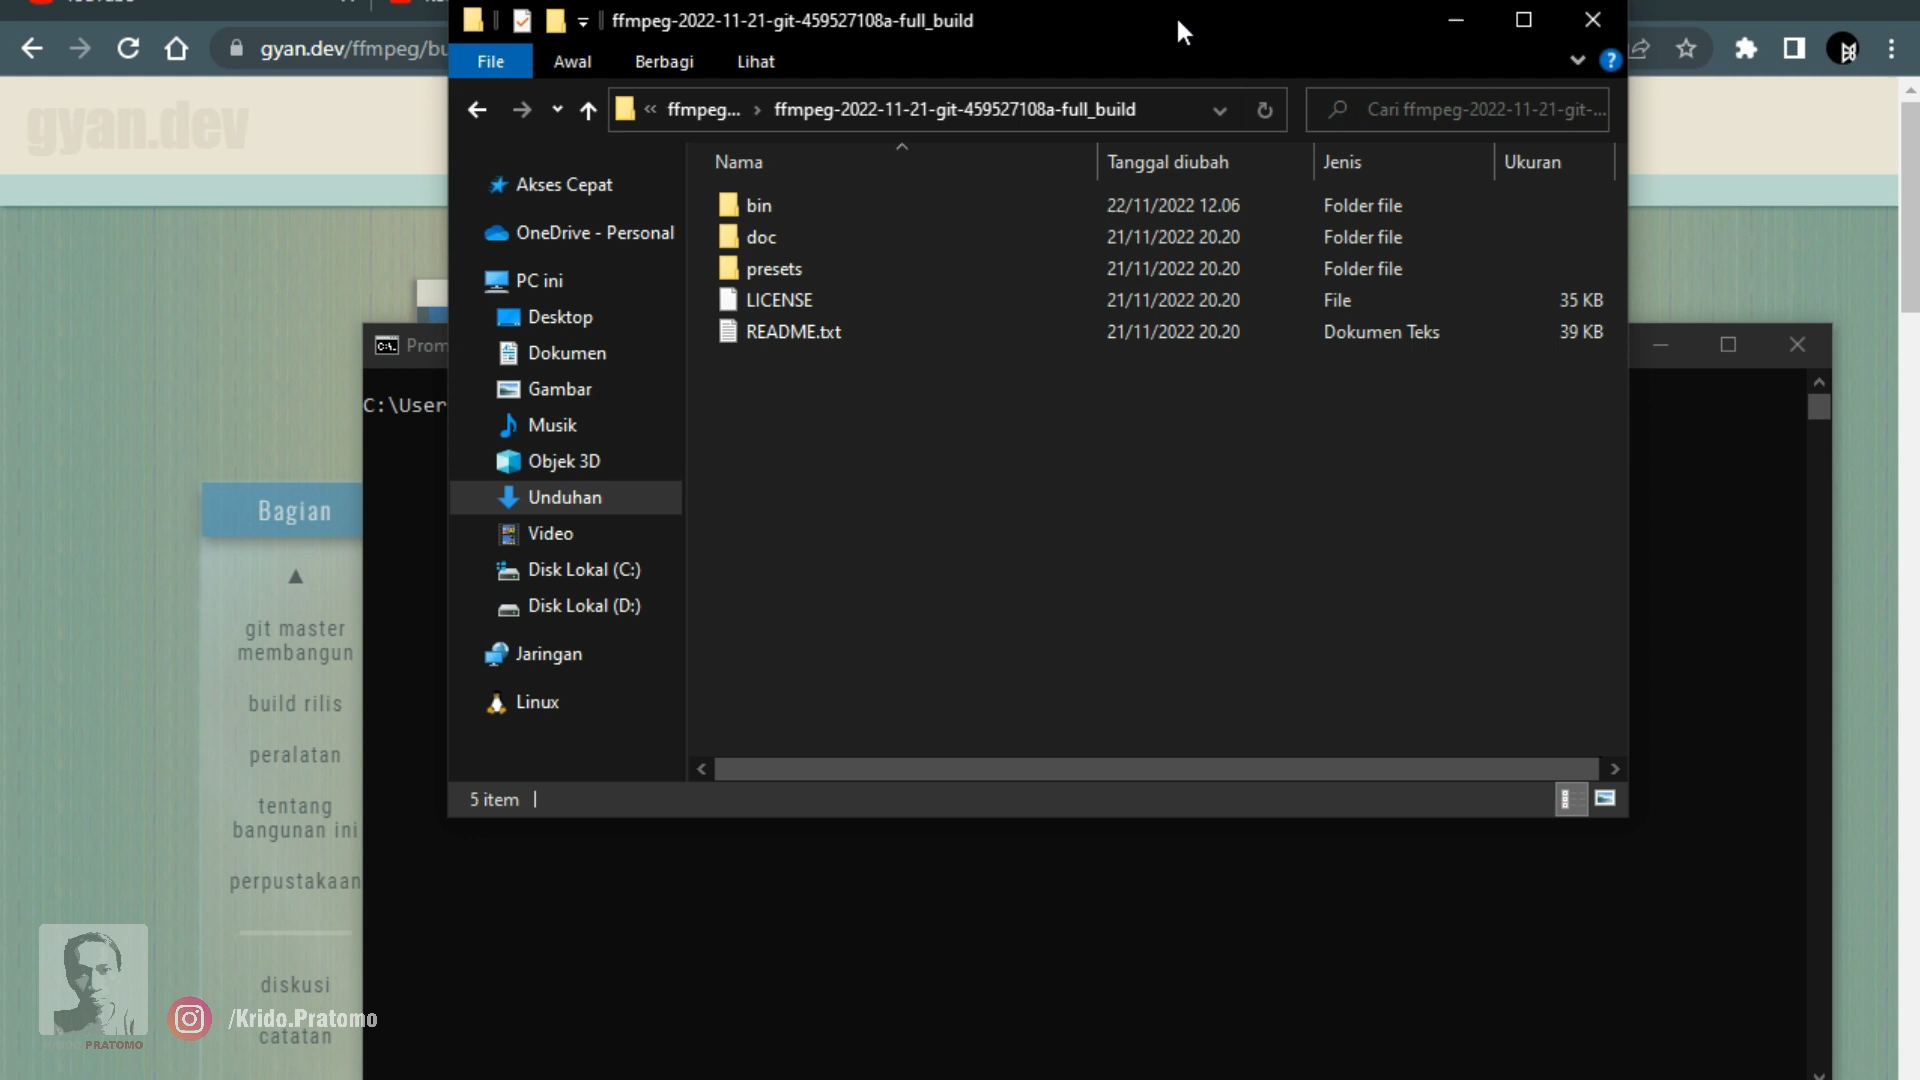 ffmpeg-2022-11-21-git-459527108a-full_build
gyan.dev/ffmpeg/bu
File
Awal
Berbagi
Lihat
?
« ffmpeg... › ffmpeg-2022-11-21-git-459527108a-full_build
Cari ffmpeg-2022-11-21-git-...
gyan.dev
Nama
Tanggal diubah
Jenis
Ukuran
Akses Cepat
OneDrive - Personal
PC ini
Desktop
Dokumen
Gambar
Musik
Objek 3D
Unduhan
Video
Disk Lokal (C:)
Disk Lokal (D:)
Jaringan
Linux
bin 22/11/2022 12.06 Folder file
doc 21/11/2022 20.20 Folder file
presets 21/11/2022 20.20 Folder file
LICENSE 21/11/2022 20.20 File 35 KB
README.txt 21/11/2022 20.20 Dokumen Teks 39 KB
5 item
C:\. Prom
C:\User
Bagian
git master
membangun
build rilis
peralatan
tentang
bangunan ini
perpustakaan
diskusi
catatan
/Krido.Pratomo
PRATOMO